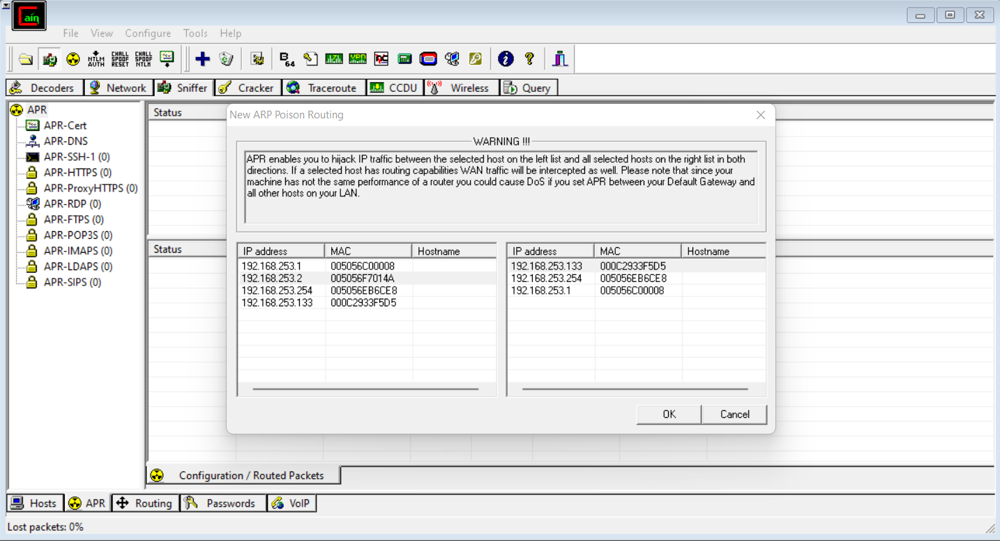 Cain
File View Configure Tools Help
NTLM AUTH
CHALL SPOOF RESET
CHALL SPOOF NTLM
B 64
Decoders Network Sniffer Cracker Traceroute CCDU Wireless Query
APR
APR-Cert
APR-DNS
APR-SSH-1 (0)
APR-HTTPS (0)
APR-ProxyHTTPS (0)
APR-RDP (0)
APR-FTPS (0)
APR-POP3S (0)
APR-IMAPS (0)
APR-LDAPS (0)
APR-SIPS (0)
Status
Status
New ARP Poison Routing
WARNING !!!
APR enables you to hijack IP traffic between the selected host on the left list and all selected hosts on the right list in both
directions. If a selected host has routing capabilities WAN traffic will be intercepted as well. Please note that since your
machine has not the same performance of a router you could cause DoS if you set APR between your Default Gateway and
all other hosts on your LAN.
IP address MAC Hostname
192.168.253.1 005056C00008
192.168.253.2 005056F7014A
192.168.253.254 005056EB6CE8
192.168.253.133 000C2933F5D5
IP address MAC Hostname
192.168.253.133 000C2933F5D5
192.168.253.254 005056EB6CE8
192.168.253.1 005056C00008
OK Cancel
Configuration / Routed Packets
Hosts APR Routing Passwords VoIP
Lost packets: 0%